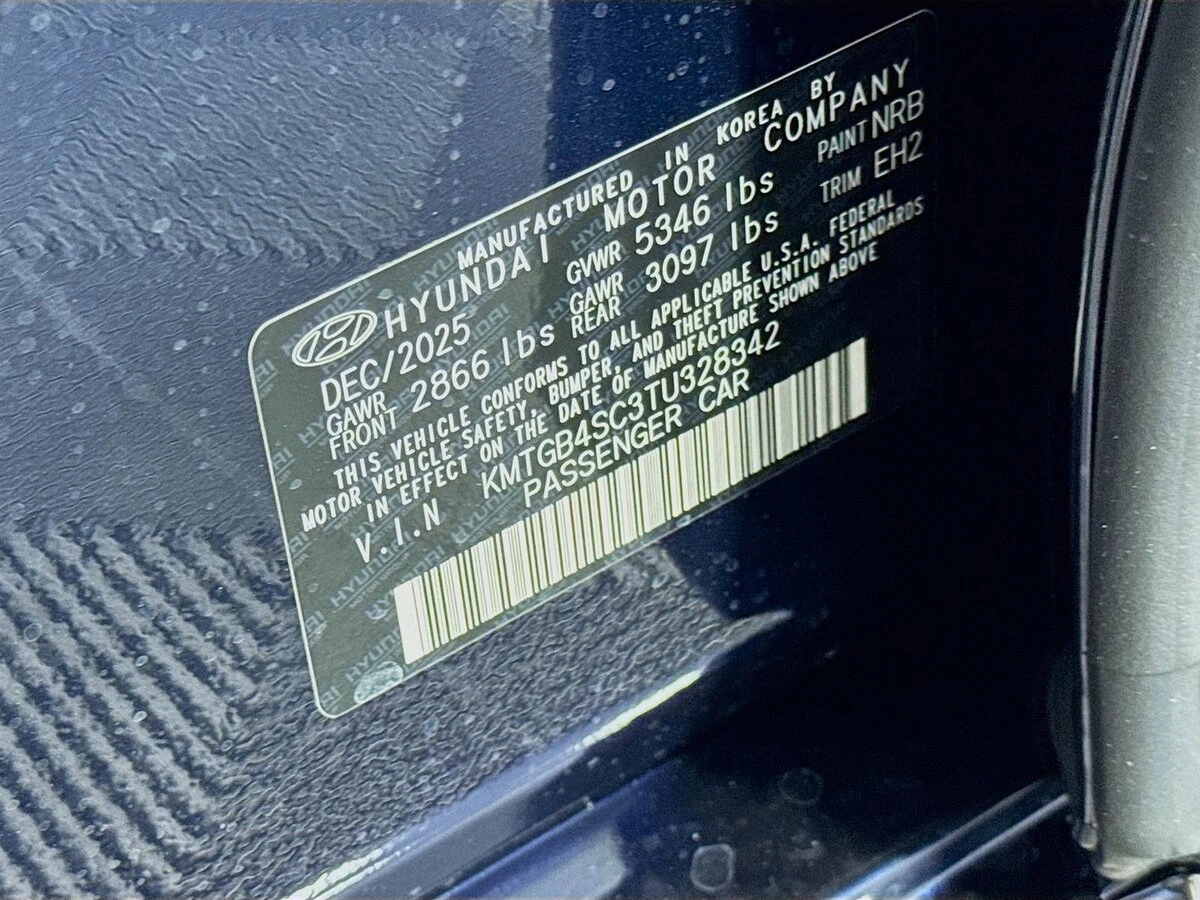 MANUFACTURED IN KOREA BY
HYUNDAI MOTOR COMPANY
DEC/2025 GVWR 5346 lbs PAINT NRB
GAWR FRONT 2866 lbs GAWR REAR 3097 lbs TRIM EH2
THIS VEHICLE CONFORMS TO ALL APPLICABLE U.S.A. FEDERAL
MOTOR VEHICLE SAFETY, BUMPER, AND THEFT PREVENTION STANDARDS
IN EFFECT ON THE DATE OF MANUFACTURE SHOWN ABOVE
V.I.N KMTGB4SC3TU328342
PASSENGER CAR